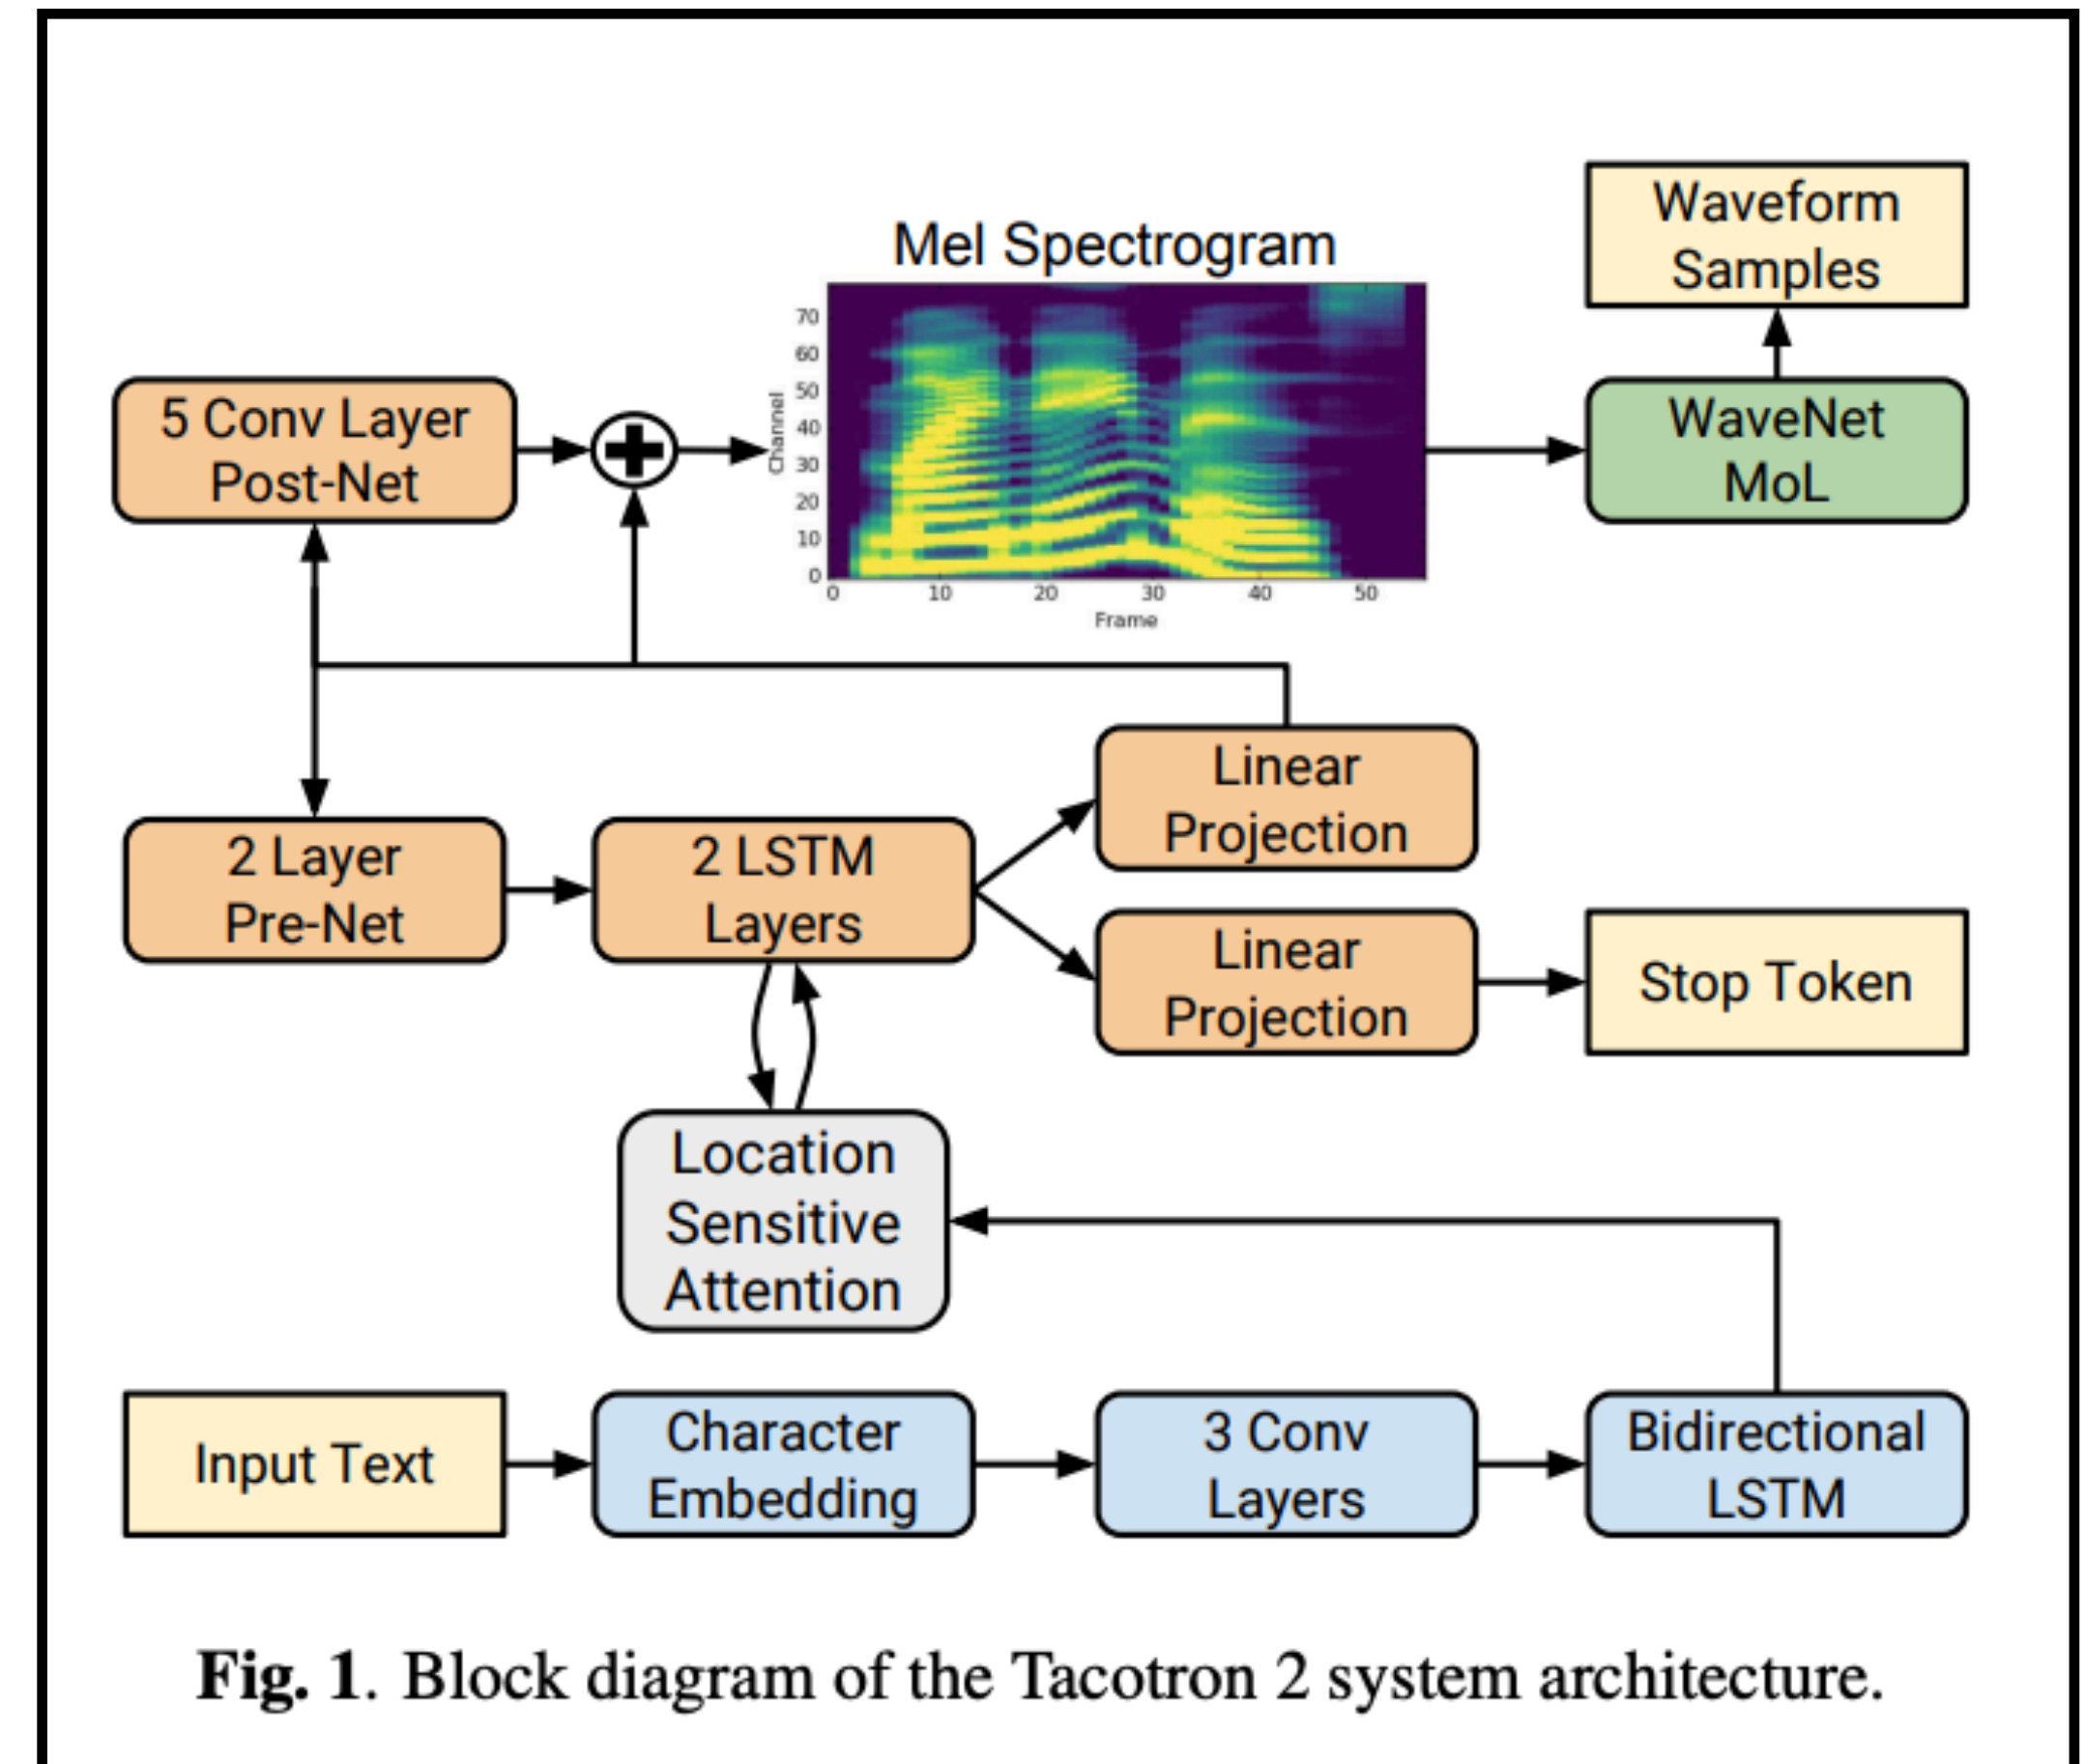 Waveform
Samples
Mel Spectrogram
70
60
50
40
30
20
10
0
Channel
0 10 20 30 40 50
Frame
5 Conv Layer
Post-Net
WaveNet
MoL
Linear
Projection
2 Layer
Pre-Net
2 LSTM
Layers
Linear
Projection
Stop Token
Location
Sensitive
Attention
Input Text
Character
Embedding
3 Conv
Layers
Bidirectional
LSTM
Fig. 1. Block diagram of the Tacotron 2 system architecture.